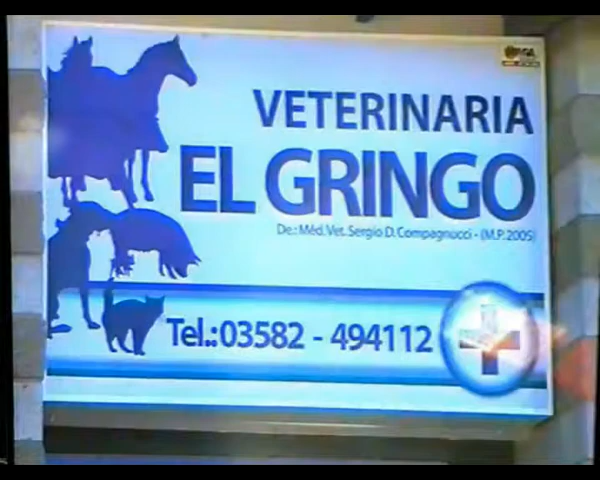 VETERINARIA
EL GRINGO
De.: Méd. Vet. Sergio D. Compagnucci - (M.P. 2005)
Tel.: 03582 - 494112